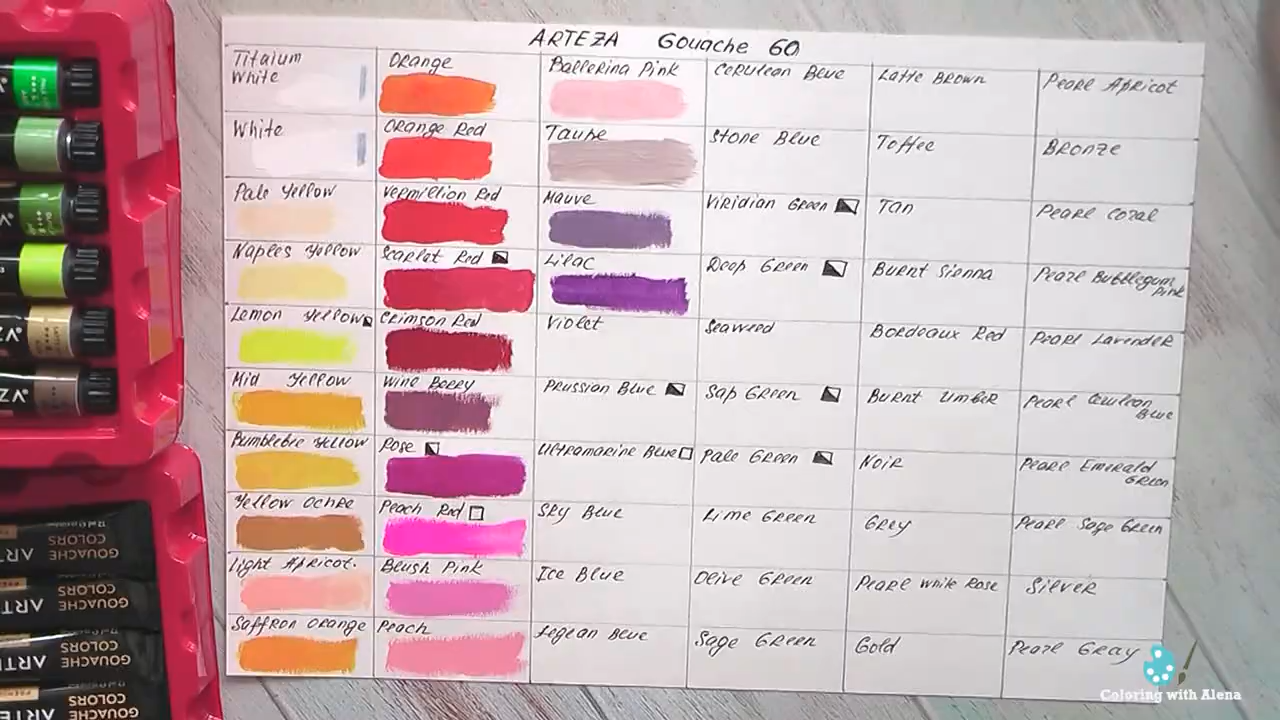 ARTEZA Gouache 60
Titaium
White
White
Pale Yellow
Naples Yellow
Lemon Yellow
Mid Yellow
Bumblebee Yellow
Yellow Ochre
Light Apricot.
Saffron Orange
Orange
Orange Red
Vermillion Red
Scarlet Red
Crimson Red
Wine Berry
Rose
Peach Red
Blush Pink
Peach
Ballerina Pink
Taupe
Mauve
Lilac
Violet
Prussian Blue
Ultramarine Blue
Sky Blue
Ice Blue
Aegean Blue
Cerulean Blue
Stone Blue
Viridian Green
Deep Green
Seaweed
Sap Green
Pale Green
Lime Green
Olive Green
Sage Green
Latte Brown
Toffee
Tan
Burnt Sienna
Bordeaux Red
Burnt Umber
Noir
Grey
Pearl White Rose
Gold
Pearl Apricot
Bronze
Pearl Coral
Pearl Bubblegum
Pink
Pearl Lavender
Pearl Cerulean
Blue
Pearl Emerald
Green
Pearl Sage Green
Silver
Pearl Gray
GOUACHE
COLORS
ARTE
GOUACHE
COLORS
ARTE
COLORS
ARTE
COLORS
Coloring with Alena